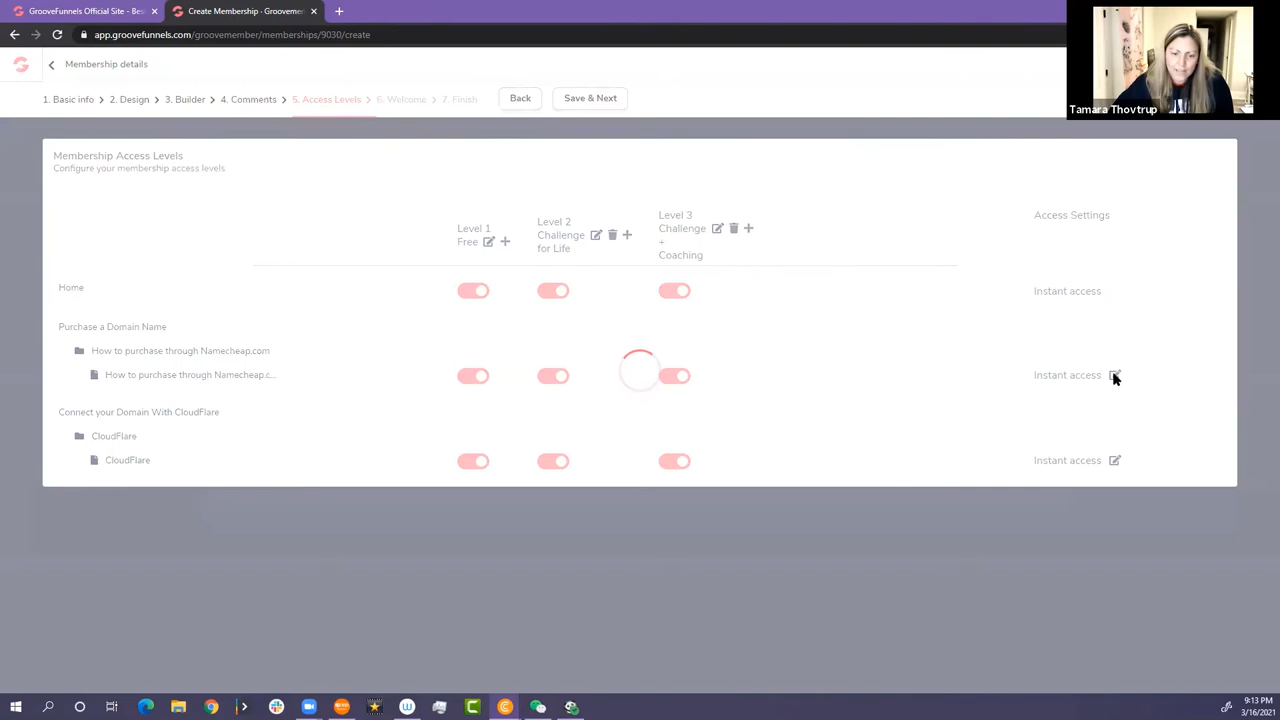 GrooveFunnels Official Site - Bes
Create Membership - Groovemem
app.groovefunnels.com/groovemember/memberships/9030/create
Membership details
1. Basic info > 2. Design > 3. Builder > 4. Comments > 5. Access Levels > 6. Welcome > 7. Finish
Back
Save & Next
Tamara Thovtrup
Membership Access Levels
Configure your membership access levels
Level 1
Free
Level 2
Challenge
for Life
Level 3
Challenge
+
Coaching
Access Settings
Home
Instant access
Purchase a Domain Name
How to purchase through Namecheap.com
How to purchase through Namecheap.c...
Instant access
Connect your Domain With CloudFlare
CloudFlare
CloudFlare
Instant access
9:13 PM
3/16/2021